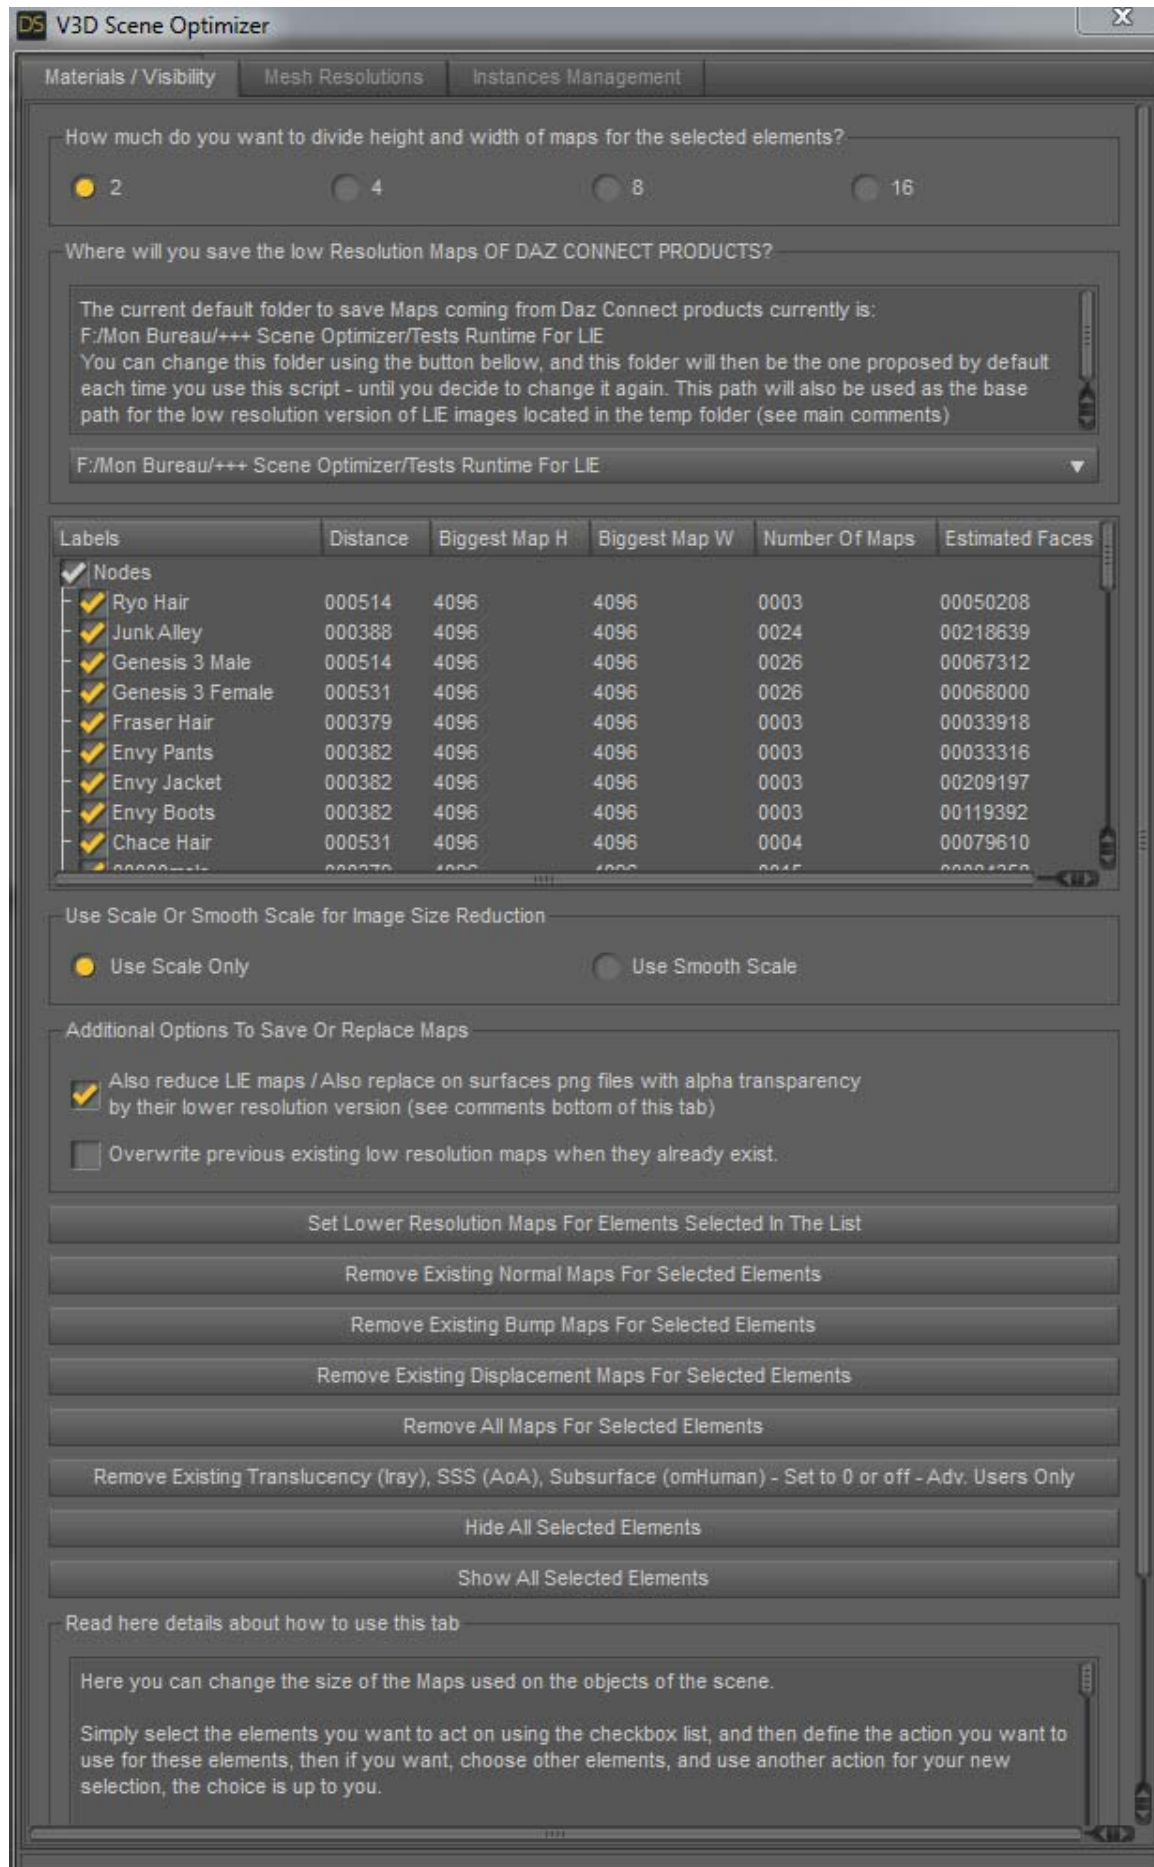 DS V3D Scene Optimizer
X
Materials / Visibility Mesh Resolutions Instances Management
How much do you want to divide height and width of maps for the selected elements?
2 4 8 16
Where will you save the low Resolution Maps OF DAZ CONNECT PRODUCTS?
The current default folder to save Maps coming from Daz Connect products currently is:
F:/Mon Bureau/+++ Scene Optimizer/Tests Runtime For LIE
You can change this folder using the button bellow, and this folder will then be the one proposed by default
each time you use this script - until you decide to change it again. This path will also be used as the base
path for the low resolution version of LIE images located in the temp folder (see main comments)
F:/Mon Bureau/+++ Scene Optimizer/Tests Runtime For LIE
Labels Distance Biggest Map H Biggest Map W Number Of Maps Estimated Faces
Nodes
Ryo Hair 000514 4096 4096 0003 00050208
Junk Alley 000388 4096 4096 0024 00218639
Genesis 3 Male 000514 4096 4096 0026 00067312
Genesis 3 Female 000531 4096 4096 0026 00068000
Fraser Hair 000379 4096 4096 0003 00033918
Envy Pants 000382 4096 4096 0003 00033316
Envy Jacket 000382 4096 4096 0003 00209197
Envy Boots 000382 4096 4096 0003 00119392
Chace Hair 000531 4096 4096 0004 00079610
Use Scale Or Smooth Scale for Image Size Reduction
Use Scale Only Use Smooth Scale
Additional Options To Save Or Replace Maps
Also reduce LIE maps / Also replace on surfaces png files with alpha transparency
by their lower resolution version (see comments bottom of this tab)
Overwrite previous existing low resolution maps when they already exist.
Set Lower Resolution Maps For Elements Selected In The List
Remove Existing Normal Maps For Selected Elements
Remove Existing Bump Maps For Selected Elements
Remove Existing Displacement Maps For Selected Elements
Remove All Maps For Selected Elements
Remove Existing Translucency (Iray), SSS (AoA), Subsurface (omHuman) - Set to 0 or off - Adv. Users Only
Hide All Selected Elements
Show All Selected Elements
Read here details about how to use this tab
Here you can change the size of the Maps used on the objects of the scene.
Simply select the elements you want to act on using the checkbox list, and then define the action you want to
use for these elements, then if you want, choose other elements, and use another action for your new
selection, the choice is up to you.